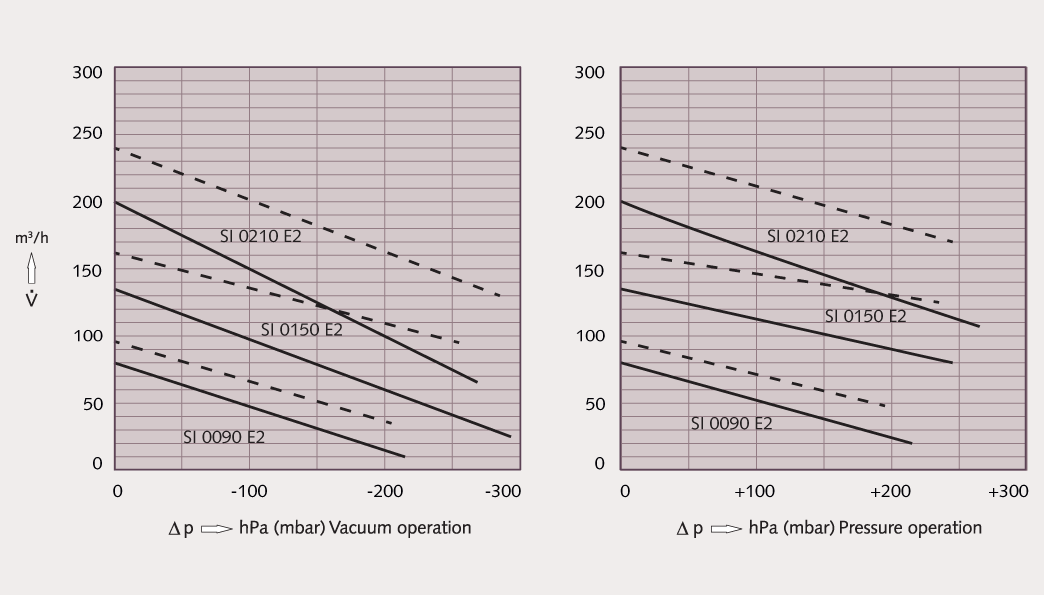 300
250
200
150
100
50
0
m³/h
V̇
SI 0210 E2
SI 0150 E2
SI 0090 E2
0 -100 -200 -300
Δ p hPa (mbar) Vacuum operation
300
250
200
150
100
50
0
SI 0210 E2
SI 0150 E2
SI 0090 E2
0 +100 +200 +300
Δ p hPa (mbar) Pressure operation